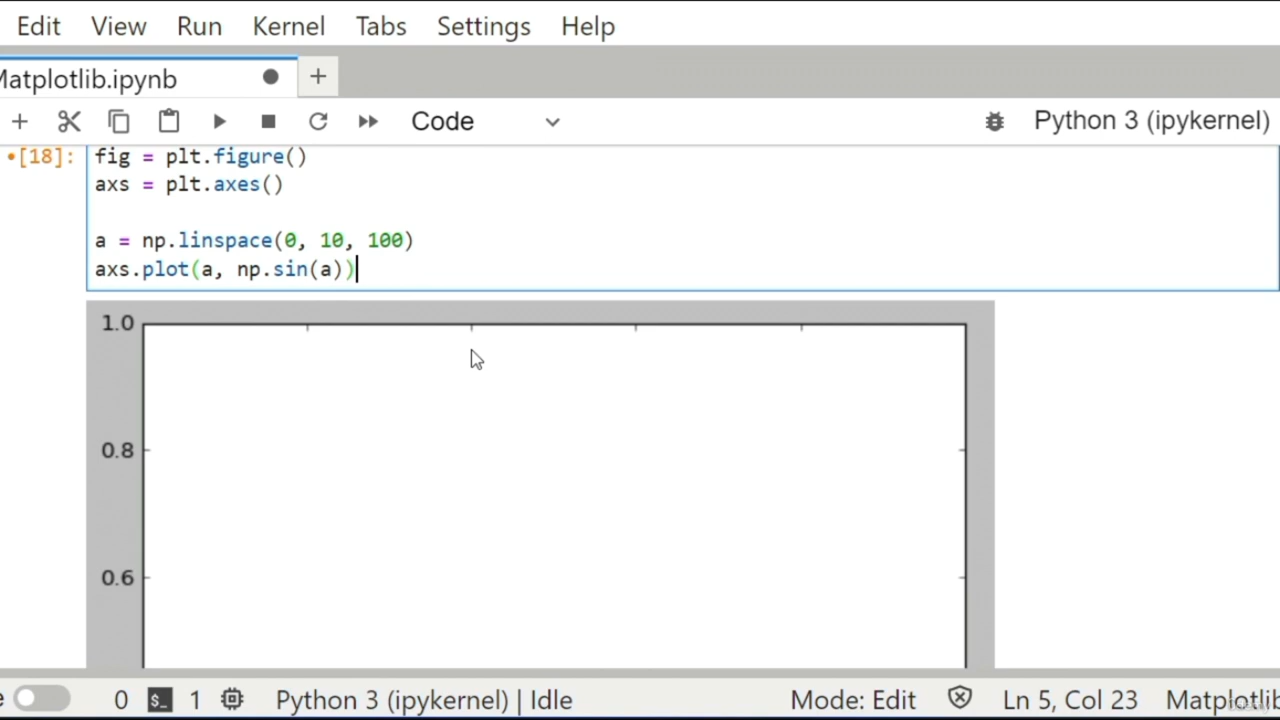 Edit View Run Kernel Tabs Settings Help
Matplotlib.ipynb
Code Python 3 (ipykernel)
[18]: fig = plt.figure()
axs = plt.axes()
a = np.linspace(0, 10, 100)
axs.plot(a, np.sin(a))
1.0
0.8
0.6
0 $_ 1 Python 3 (ipykernel) | Idle Mode: Edit Ln 5, Col 23 Matplotlib